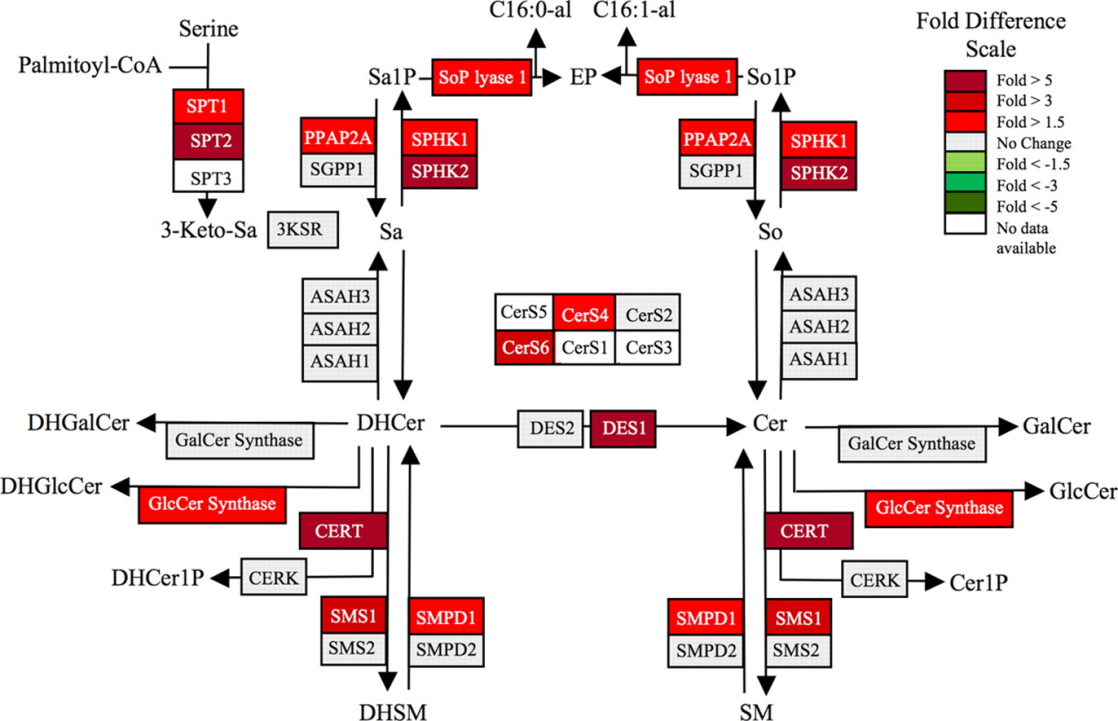 C16:0-al C16:1-al
Fold Difference
Scale
Serine
Palmitoyl-CoA
Sa1P
SoP lyase 1
EP
SoP lyase 1
So1P
Fold > 5
Fold > 3
Fold > 1.5
No Change
Fold < -1.5
Fold < -3
Fold < -5
No data
available
SPT1
SPT2
SPT3
PPAP2A
SGPP1
SPHK1
SPHK2
PPAP2A
SGPP1
SPHK1
SPHK2
3-Keto-Sa
3KSR
Sa
So
ASAH3
ASAH2
ASAH1
CerS5 CerS4 CerS2
CerS6 CerS1 CerS3
ASAH3
ASAH2
ASAH1
DHGalCer
GalCer Synthase
DHCer
DES2
DES1
Cer
GalCer Synthase
GalCer
DHGlcCer
GlcCer Synthase
GlcCer Synthase
GlcCer
CERT
CERT
DHCer1P
CERK
CERK
Cer1P
SMS1
SMS2
SMPD1
SMPD2
SMPD1
SMPD2
SMS1
SMS2
DHSM
SM